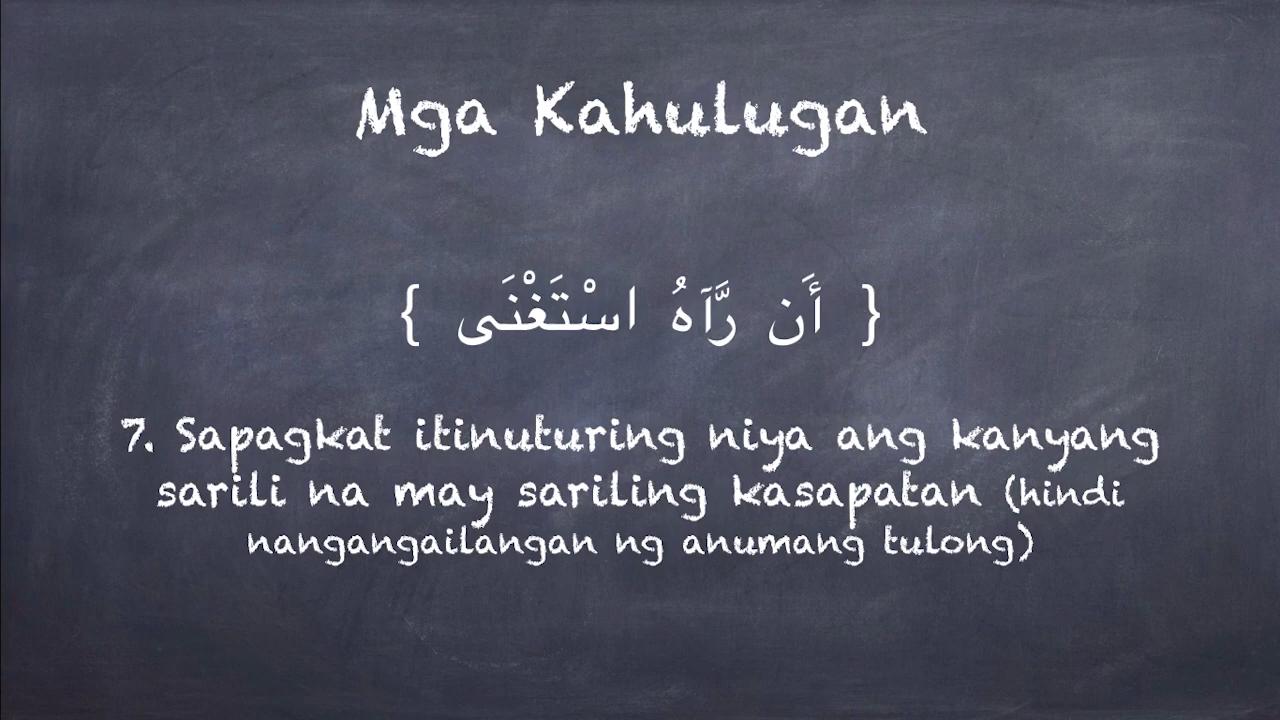 Mga Kahulugan
{ أَن رَّآهُ اسْتَغْنَى }
7. Sapagkat itinuturing niya ang kanyang
sarili na may sariling kasapatan (hindi
nangangailangan ng anumang tulong)